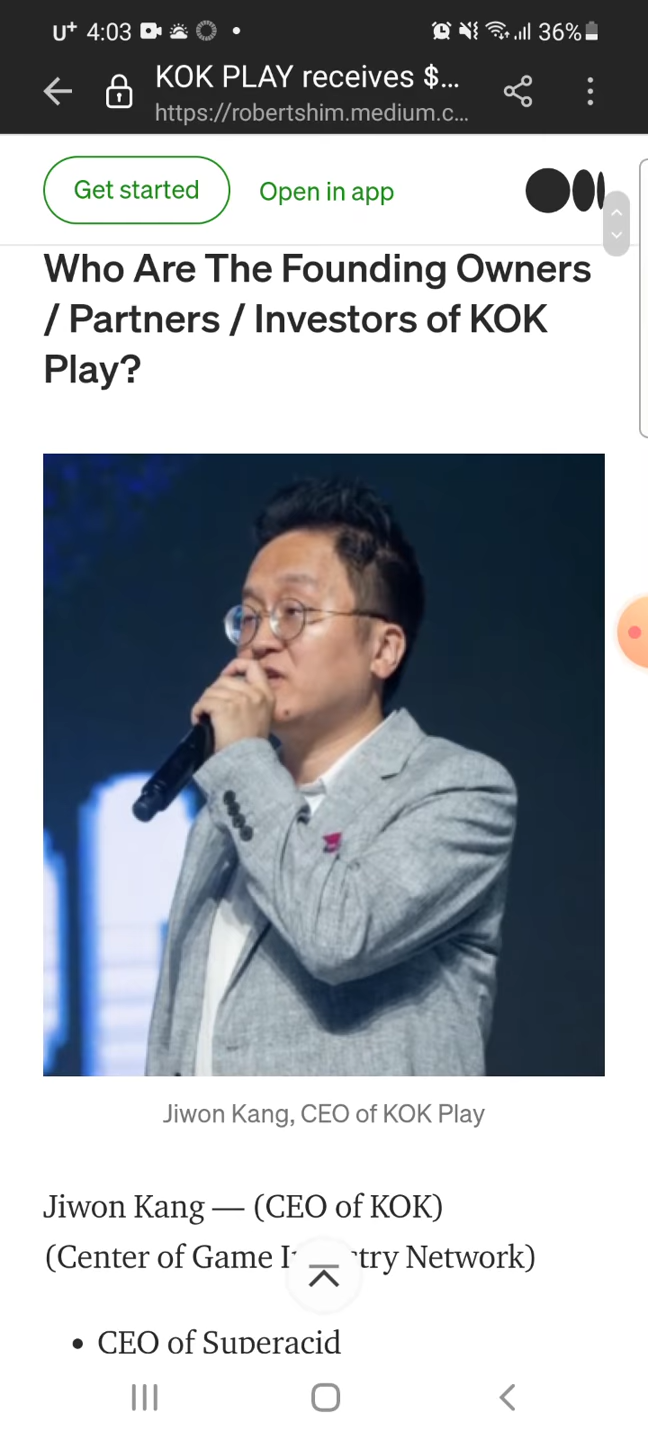 U+ 4:03 36%
KOK PLAY receives $...
https://robertshim.medium.c...
Get started Open in app
Who Are The Founding Owners
/ Partners / Investors of KOK
Play?
Jiwon Kang, CEO of KOK Play
Jiwon Kang — (CEO of KOK)
(Center of Game Network)
• CEO of Superacid